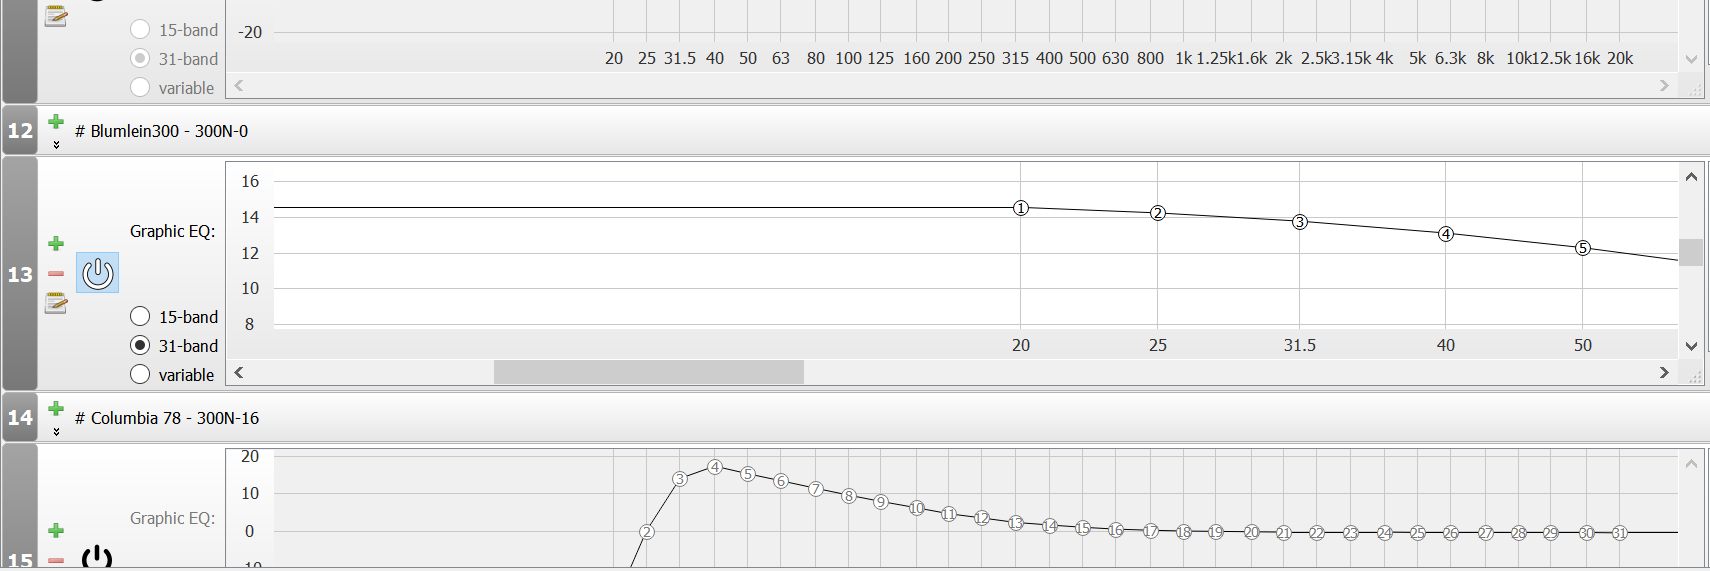 15-band
-20
31-band
20 25 31.5 40 50 63 80 100 125 160 200 250 315 400 500 630 800 1k 1.25k 1.6k 2k 2.5k 3.15k 4k 5k 6.3k 8k 10k 12.5k 16k 20k
variable
12 # Blumlein300 - 300N-0
16
14
Graphic EQ:
12
13
10
8
15-band
31-band
variable
1 2 3 4 5
20 25 31.5 40 50
14 # Columbia 78 - 300N-16
20
10
Graphic EQ:
0
15
-10
2 3 4 5 6 7 8 9 10 11 12 13 14 15 16 17 18 19 20 21 22 23 24 25 26 27 28 29 30 31